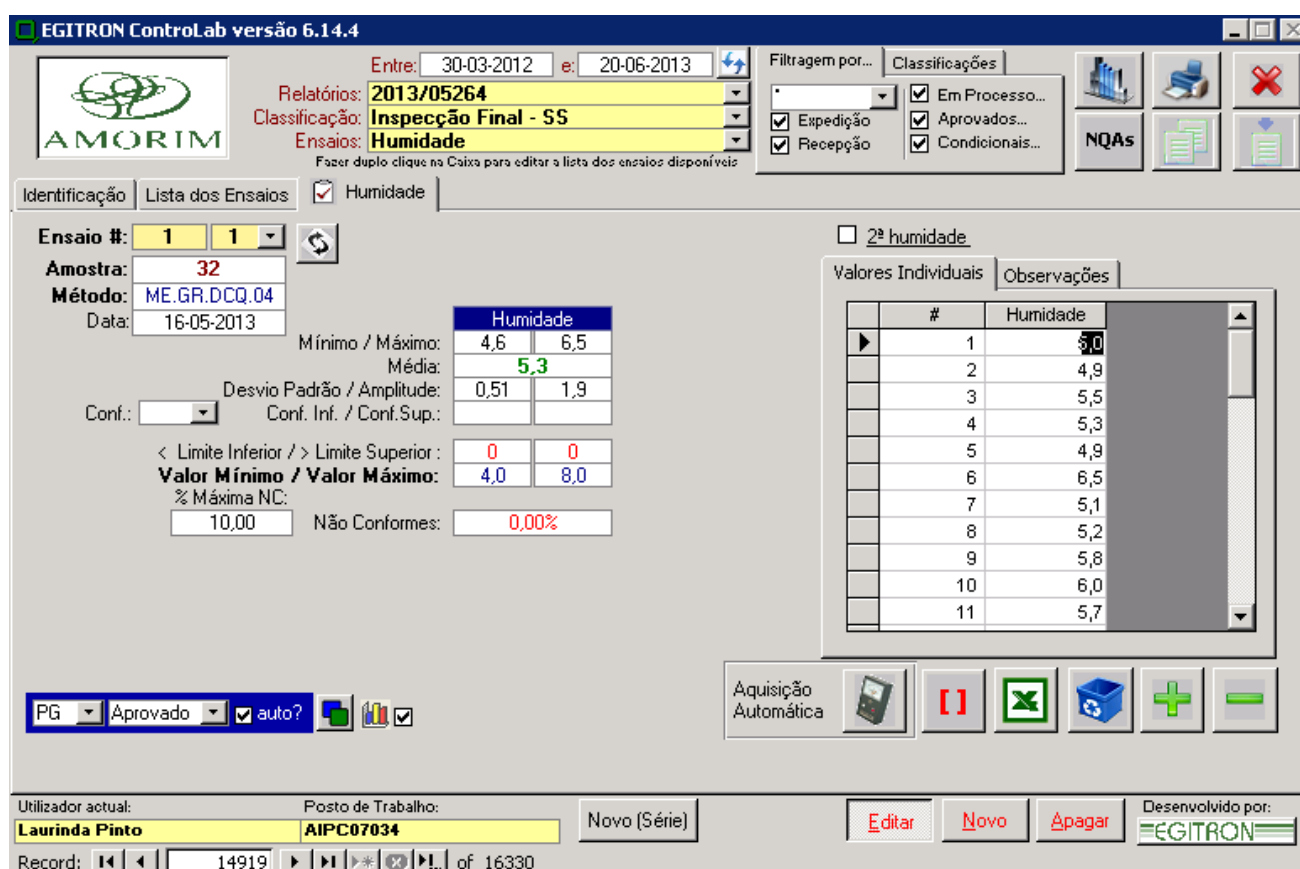 EGITRON ControLab versão 6.14.4
AMORIM
Entre: 30-03-2012 e: 20-06-2013
Relatórios: 2013/05264
Classificação: Inspecção Final - SS
Ensaios: Humidade
Fazer duplo clique na Caixa para editar a lista dos ensaios disponíveis
Filtragem por... Classificações
*
Expedição
Recepção
Em Processo...
Aprovados...
Condicionais...
NQAs
Identificação Lista dos Ensaios Humidade
Ensaio #: 1 1
Amostra: 32
Método: ME.GR.DCQ.04
Data: 16-05-2013
Humidade
Mínimo / Máximo: 4,6 6,5
Média: 5,3
Desvio Padrão / Amplitude: 0,51 1,9
Conf.: Conf. Inf. / Conf.Sup.:
< Limite Inferior / > Limite Superior : 0 0
Valor Mínimo / Valor Máximo: 4,0 8,0
% Máxima NC:
10,00 Não Conformes: 0,00%
2ª humidade
Valores Individuais Observações
# Humidade
1 5,0
2 4,9
3 5,5
4 5,3
5 4,9
6 6,5
7 5,1
8 5,2
9 5,8
10 6,0
11 5,7
PG Aprovado auto?
Aquisição
Automática
[ ]
Utilizador actual: Posto de Trabalho:
Laurinda Pinto AIPC07034
Novo (Série)
Editar Novo Apagar
Desenvolvido por:
EGITRON
Record: 14919 of 16330